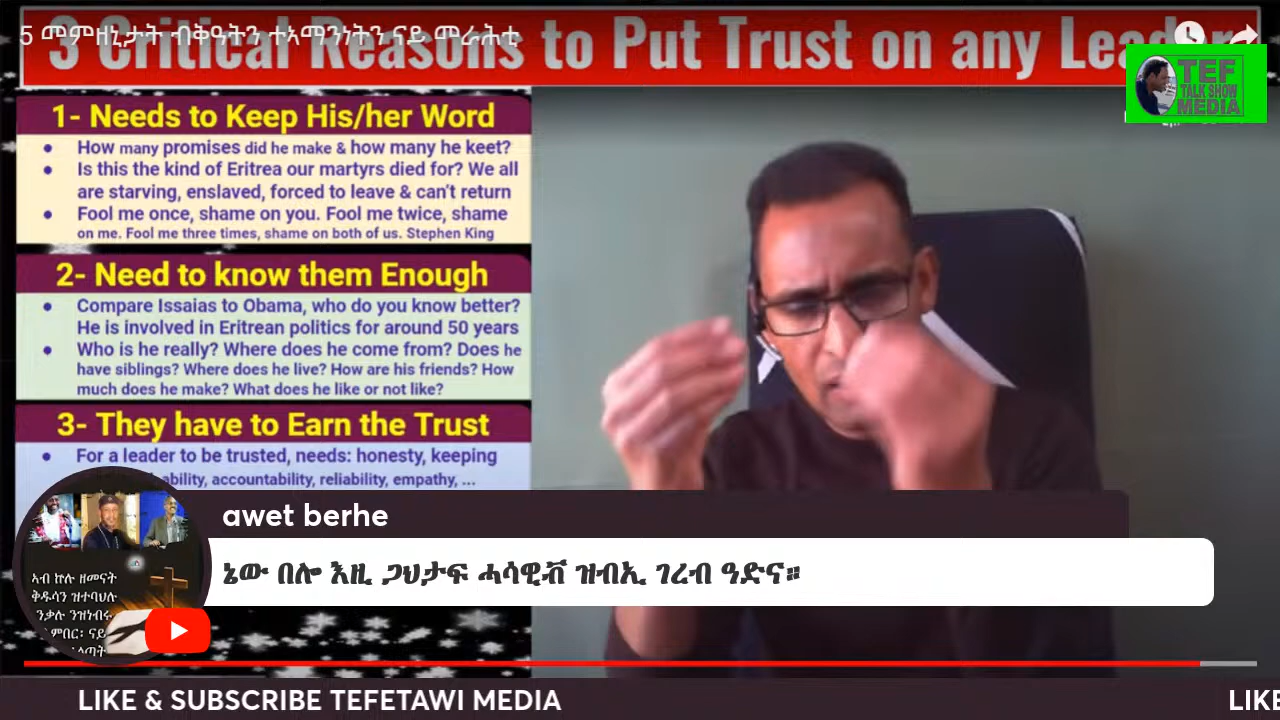 5 መምዘኒታት ብቅዓትን ተኣማንነትን ናይ መራሕቲ
3 Critical Reasons to Put Trust on any Leader
TEF
TALK SHOW
MEDIA
1- Needs to Keep His/her Word
● How many promises did he make & how many he keet?
● Is this the kind of Eritrea our martyrs died for? We all
are starving, enslaved, forced to leave & can't return
● Fool me once, shame on you. Fool me twice, shame
on me. Fool me three times, shame on both of us. Stephen King
2- Need to know them Enough
● Compare Issaias to Obama, who do you know better?
He is involved in Eritrean politics for around 50 years
● Who is he really? Where does he come from? Does he
have siblings? Where does he live? How are his friends? How
much does he make? What does he like or not like?
3- They have to Earn the Trust
● For a leader to be trusted, needs: honesty, keeping
accountability, reliability, empathy, ...
awet berhe
ኔው በሎ እዚ ጋህታፍ ሓሳዊቭ ዝብኢ ገረብ ዓድና።
ኣብ ኩሉ ዘመናት
ቅዱሳን ዝተባህሉ
ንቃሉ ንዝነብሩ
ናይ
LIKE & SUBSCRIBE TEFETAWI MEDIA
LIKE